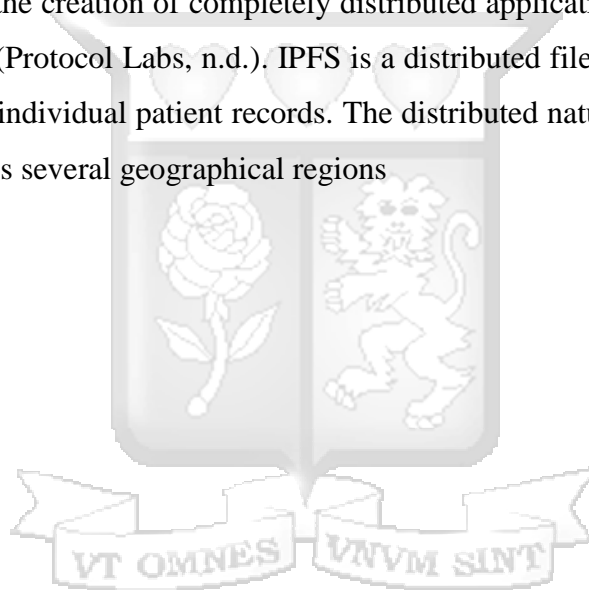 the creation of completely distributed applicati
(Protocol Labs, n.d.). IPFS is a distributed file
individual patient records. The distributed natu
s several geographical regions
VT OMNES VNVM SINT